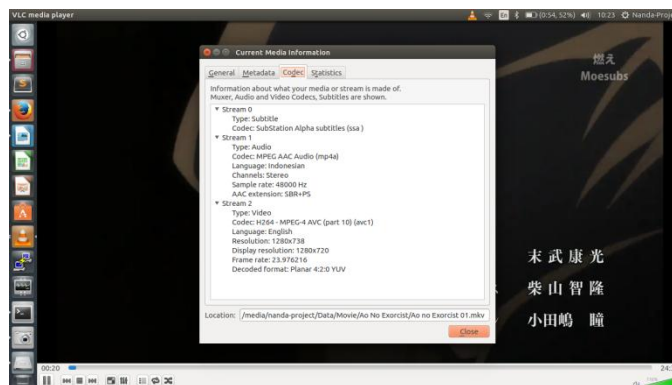 VLC media player
(0:54, 52%) 10:23 Nanda-Proje
Current Media Information
General Metadata Codec Statistics
Information about what your media or stream is made of.
Muxer, Audio and Video Codecs, Subtitles are shown.
Stream 0
Type: Subtitle
Codec: SubStation Alpha subtitles (ssa )
Stream 1
Type: Audio
Codec: MPEG AAC Audio (mp4a)
Language: Indonesian
Channels: Stereo
Sample rate: 48000 Hz
AAC extension: SBR+PS
Stream 2
Type: Video
Codec: H264 - MPEG-4 AVC (part 10) (avc1)
Language: English
Resolution: 1280x738
Display resolution: 1280x720
Frame rate: 23.976216
Decoded format: Planar 4:2:0 YUV
Location: /media/nanda-project/Data/Movie/Ao No Exorcist/Ao no Exorcist 01.mkv
Close
燃え
Moesubs
末武康光
柴山智隆
小田嶋 瞳
00:20